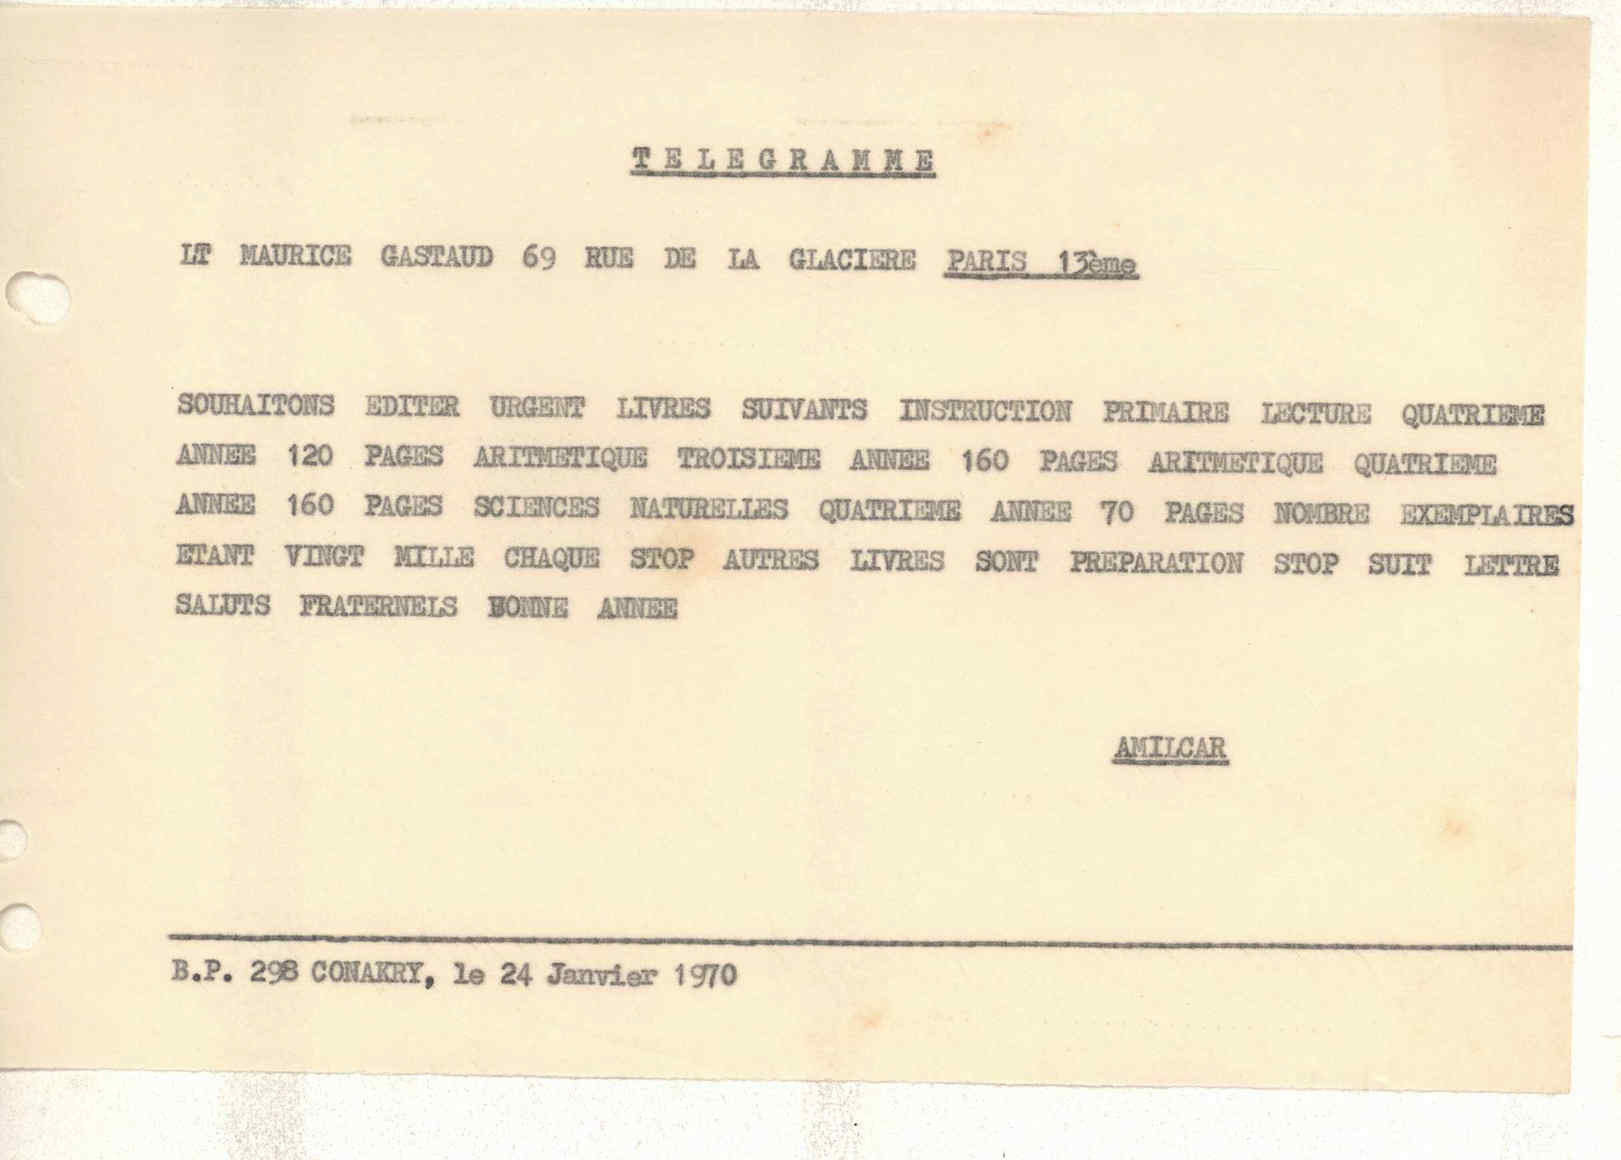 TELEGRAMME
LT MAURICE GASTAUD 69 RUE DE LA GLACIERE PARIS 13ème
SOUHAITONS EDITER URGENT LIVRES SUIVANTS INSTRUCTION PRIMAIRE LECTURE QUATRIEME
ANNEE 120 PAGES ARITMETIQUE TROISIEME ANNEE 160 PAGES ARITMETIQUE QUATRIEME
ANNEE 160 PAGES SCIENCES NATURELLES QUATRIEME ANNEE 70 PAGES NOMBRE EXEMPLAIRES
ETANT VINGT MILLE CHAQUE STOP AUTRES LIVRES SONT PREPARATION STOP SUIT LETTRE
SALUTS FRATERNELS BONNE ANNEE
AMILCAR
B.P. 298 CONAKRY, le 24 Janvier 1970